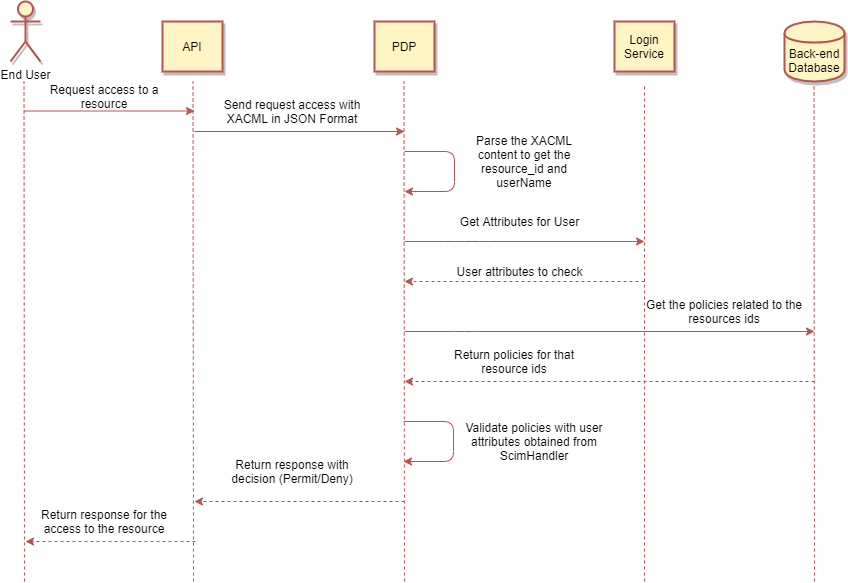 End User
API
PDP
Login
Service
Back-end
Database
Request access to a
resource
Send request access with
XACML in JSON Format
Parse the XACML
content to get the
resource_id and
userName
Get Attributes for User
User attributes to check
Get the policies related to the
resources ids
Return policies for that
resource ids
Validate policies with user
attributes obtained from
ScimHandler
Return response with
decision (Permit/Deny)
Return response for the
access to the resource